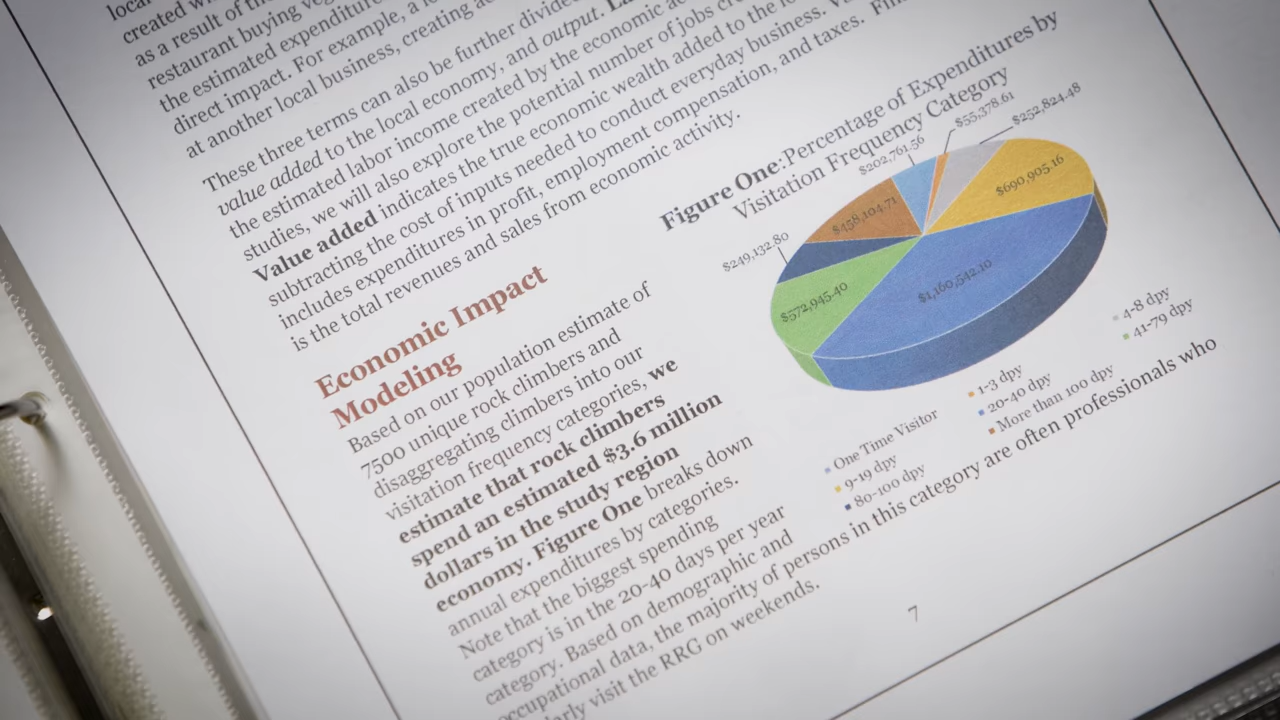 local
created w
as a result of the
restaurant buying veg
the estimated expenditur
direct impact. For example, a
at another local business, creating
These three terms can also be further divide
value added to the local economy, and output.
the estimated labor income created by the economic
studies, we will also explore the potential number of jobs
Value added indicates the true economic wealth added to the
subtracting the cost of inputs needed to conduct everyday business.
includes expenditures in profit, employment compensation, and taxes.
is the total revenues and sales from economic activity.
Economic Impact
Modeling
Based on our population estimate of
7500 unique rock climbers and
disaggregating climbers into our
visitation frequency categories, we
estimate that rock climbers
spend an estimated $3.6 million
dollars in the study region
economy. Figure One breaks down
annual expenditures by categories.
Note that the biggest spending
category is in the 20-40 days per year
category. Based on demographic and
occupational data, the majority of persons in this category are often professionals who
arly visit the RRG on weekends.
Figure One:Percentage of Expenditures by
Visitation Frequency Category
$202,761.56
$55,378.61
$252,824.48
$690,905.16
$458,104.71
$249,132.80
$572,945.40
$1,160,542.10
One Time Visitor
1-3 dpy
4-8 dpy
9-19 dpy
20-40 dpy
41-79 dpy
80-100 dpy
More than 100 dpy
7